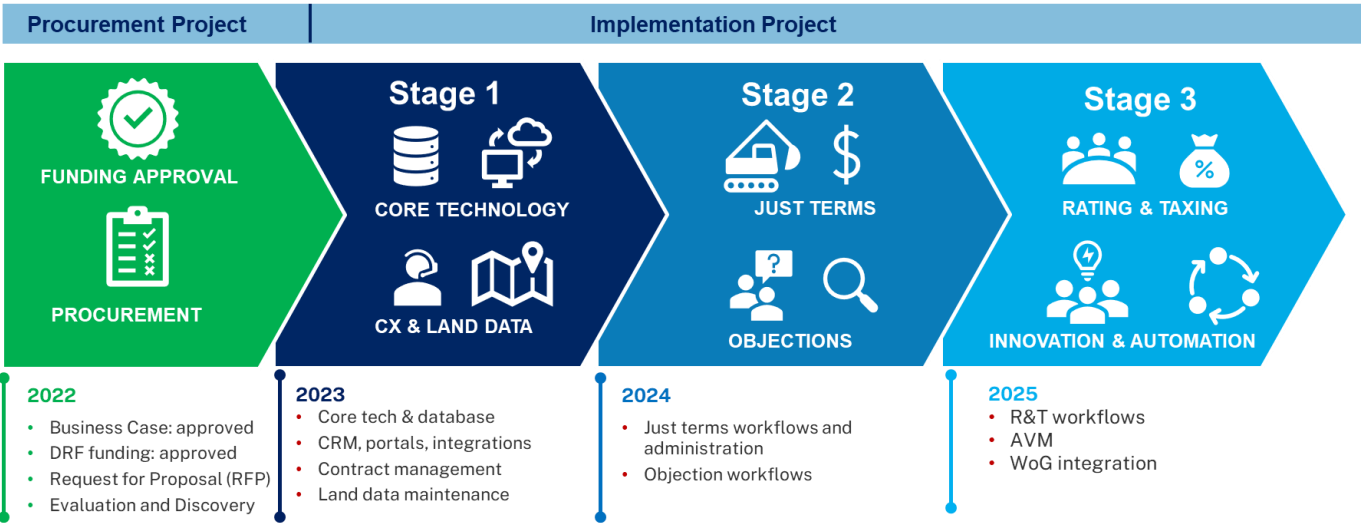 Procurement Project
Implementation Project
FUNDING APPROVAL
PROCUREMENT
Stage 1
CORE TECHNOLOGY
CX & LAND DATA
Stage 2
$
JUST TERMS
?
OBJECTIONS
Stage 3
%
RATING & TAXING
INNOVATION & AUTOMATION
2022
• Business Case: approved
• DRF funding: approved
• Request for Proposal (RFP)
• Evaluation and Discovery
2023
• Core tech & database
• CRM, portals, integrations
• Contract management
• Land data maintenance
2024
• Just terms workflows and
administration
• Objection workflows
2025
• R&T workflows
• AVM
• WoG integration